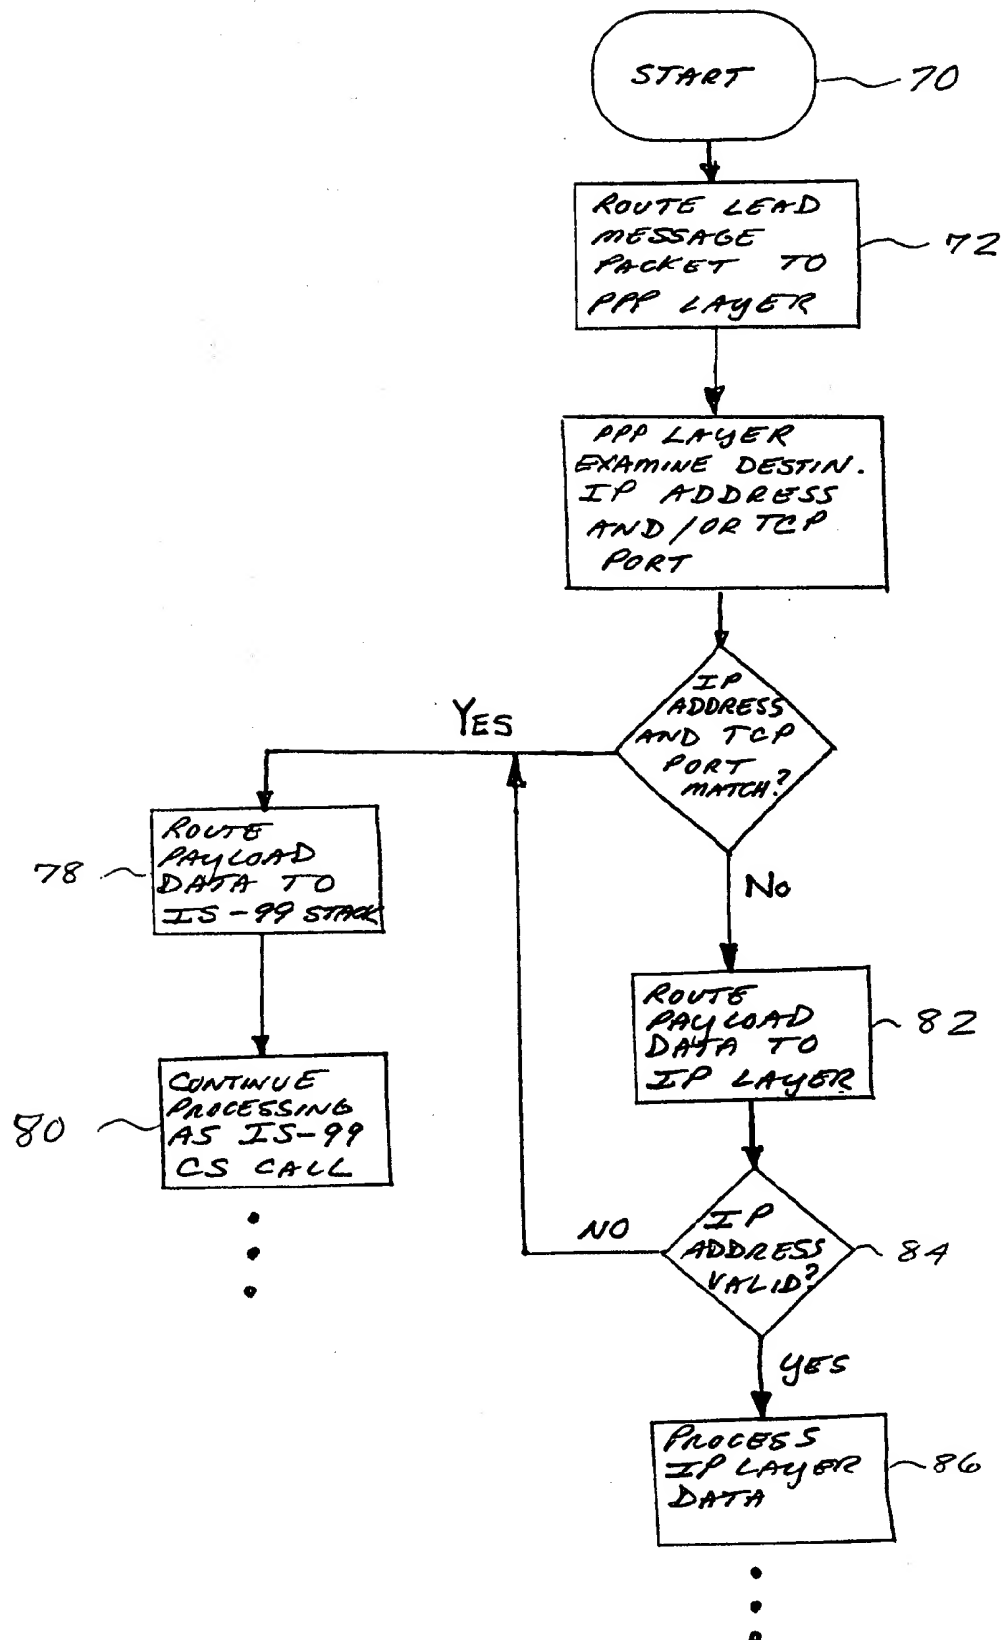 START
70
ROUTE LEAD
MESSAGE
PACKET TO
PPP LAYER
72
PPP LAYER
EXAMINE DESTIN.
IP ADDRESS
AND/OR TCP
PORT
IP
ADDRESS
AND TCP
PORT
MATCH?
YES
No
ROUTE
PAYLOAD
DATA TO
IS-99 STACK
78
CONTINUE
PROCESSING
AS IS-99
CS CALL
80
ROUTE
PAYLOAD
DATA TO
IP LAYER
82
IP
ADDRESS
VALID?
84
NO
YES
PROCESS
IP LAYER
DATA
86